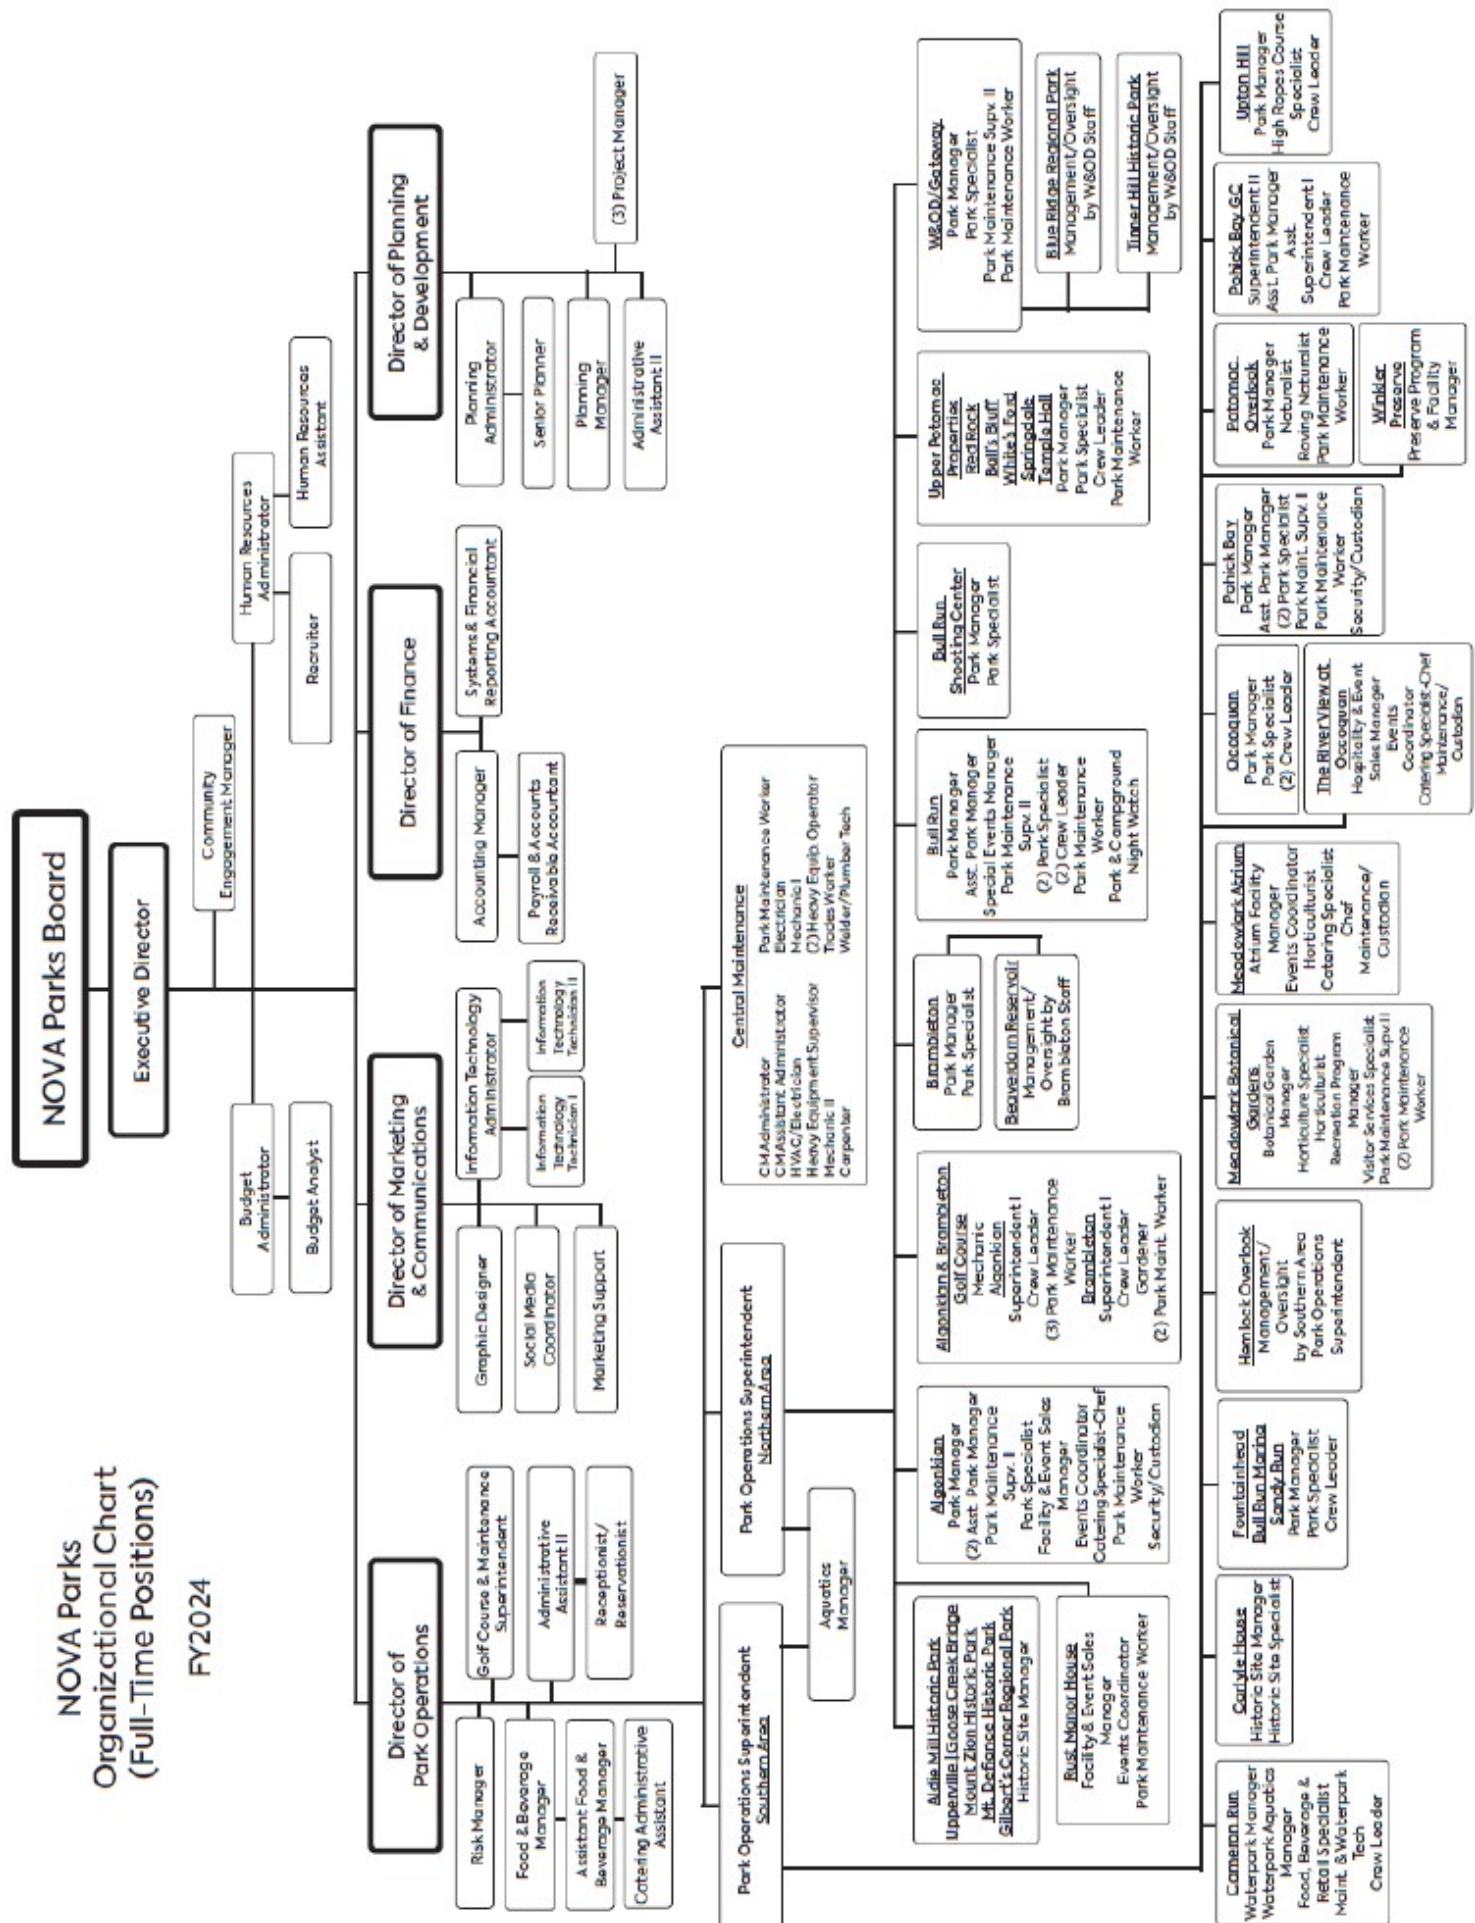 NOVA Parks
Organizational Chart
(Full-Time Positions)
FY2024
NOVA Parks Board
Executive Director
Community
Engagement Manager
Budget
Administrator
Budget Analyst
Human Resources
Administrator
Recruiter
Human Resources
Assistant
Director of
Park Operations
Risk Manager
Golf Course & Maintenance
Superintendent
Food & Beverage
Manager
Administrative
Assistant II
Assistant Food &
Beverage Manager
Receptionist/
Reservationist
Catering Administrative
Assistant
Director of Marketing
& Communications
Graphic Designer
Information Technology
Administrator
Social Media
Coordinator
Information
Technology
Technician I
Information
Technology
Technician II
Marketing Support
Director of Finance
Accounting Manager
Systems & Financial
Reporting Accountant
Payroll & Accounts
Receivable Accountant
Director of Planning
& Development
Planning
Administrator
Senior Planner
Planning
Manager
(3) Project Manager
Administrative
Assistant II
Park Operations Superintendent
Southern Area
Park Operations Superintendent
Northern Area
Aquatics
Manager
Central Maintenance
CM Administrator
CM Assistant Administrator
HVAC/Electrician
Heavy Equipment Supervisor
Mechanic II
Carpenter
Park Maintenance Worker
Electrician
Mechanic I
(2) Heavy Equip. Operator
Trades Worker
Welder/Plumber Tech
Aldie Mill Historic Park
Upperville|Goose Creek Bridge
Mount Zion Historic Park
Mt. Defiance Historic Park
Gilbert's Corner Regional Park
Historic Site Manager
Rust Manor House
Facility & Event Sales
Manager
Events Coordinator
Park Maintenance Worker
Algonkian
Park Manager
(2) Asst. Park Manager
Park Maintenance
Supv. I
Park Specialist
Facility & Event Sales
Manager
Events Coordinator
Catering Specialist-Chef
Park Maintenance
Worker
Security/Custodian
Algonkian & Brambleton
Golf Course
Mechanic
Algonkian
Superintendent I
Crew Leader
(3) Park Maintenance
Worker
Brambleton
Superintendent I
Crew Leader
Gardener
(2) Park Maint. Worker
Brambleton
Park Manager
Park Specialist
Beaverdam Reservoir
Management/
Oversight by
Brambleton Staff
Bull Run
Park Manager
Asst. Park Manager
Special Events Manager
Park Maintenance
Supv. II
(2) Park Specialist
(2) Crew Leader
Park Maintenance
Worker
Park & Campground
Night Watch
Bull Run
Shooting Center
Park Manager
Park Specialist
Upper Potomac
Properties
Red Rock
Ball's Bluff
White's Ford
Springdale
Temple Hall
Park Manager
Park Specialist
Crew Leader
Park Maintenance
Worker
W&OD/Gateway
Park Manager
Park Specialist
Park Maintenance Supv. II
Park Maintenance Worker
Blue Ridge Regional Park
Management/Oversight
by W&OD Staff
Tinner Hill Historic Park
Management/Oversight
by W&OD Staff
Cameron Run
Waterpark Manager
Waterpark Aquatics
Manager
Food, Beverage &
Retail Specialist
Maint. & Waterpark
Tech
Crew Leader
Carlyle House
Historic Site Manager
Historic Site Specialist
Fountainhead
Bull Run Marina
Sandy Run
Park Manager
Park Specialist
Crew Leader
Hemlock Overlook
Management/
Oversight
by Southern Area
Park Operations
Superintendent
Meadowlark Botanical
Gardens
Botanical Garden
Manager
Horticulture Specialist
Horticulturist
Recreation Program
Manager
Visitor Services Specialist
Park Maintenance Supv. II
(2) Park Maintenance
Worker
Meadowlark Atrium
Atrium Facility
Manager
Events Coordinator
Horticulturist
Catering Specialist
Chef
Maintenance/
Custodian
Occoquan
Park Manager
Park Specialist
(2) Crew Leader
The River View at
Occoquan
Hospitality & Event
Sales Manager
Events
Coordinator
Catering Specialist-Chef
Maintenance/
Custodian
Pohick Bay
Park Manager
Asst. Park Manager
(2) Park Specialist
Park Maint. Supv. I
Park Maintenance
Worker
Security/Custodian
Potomac
Overlook
Park Manager
Naturalist
Roving Naturalist
Park Maintenance
Worker
Winkler
Preserve
Preserve Program
& Facility
Manager
Pohick Bay GC
Superintendent II
Asst. Park Manager
Asst.
Superintendent I
Crew Leader
Park Maintenance
Worker
Upton Hill
Park Manager
High Ropes Course
Specialist
Crew Leader